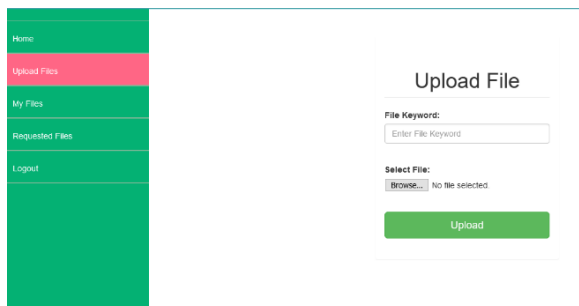 Home
Upload Files
My Files
Requested Files
Logout
Upload File
File Keyword:
Enter File Keyword
Select File:
Browse... No file selected.
Upload